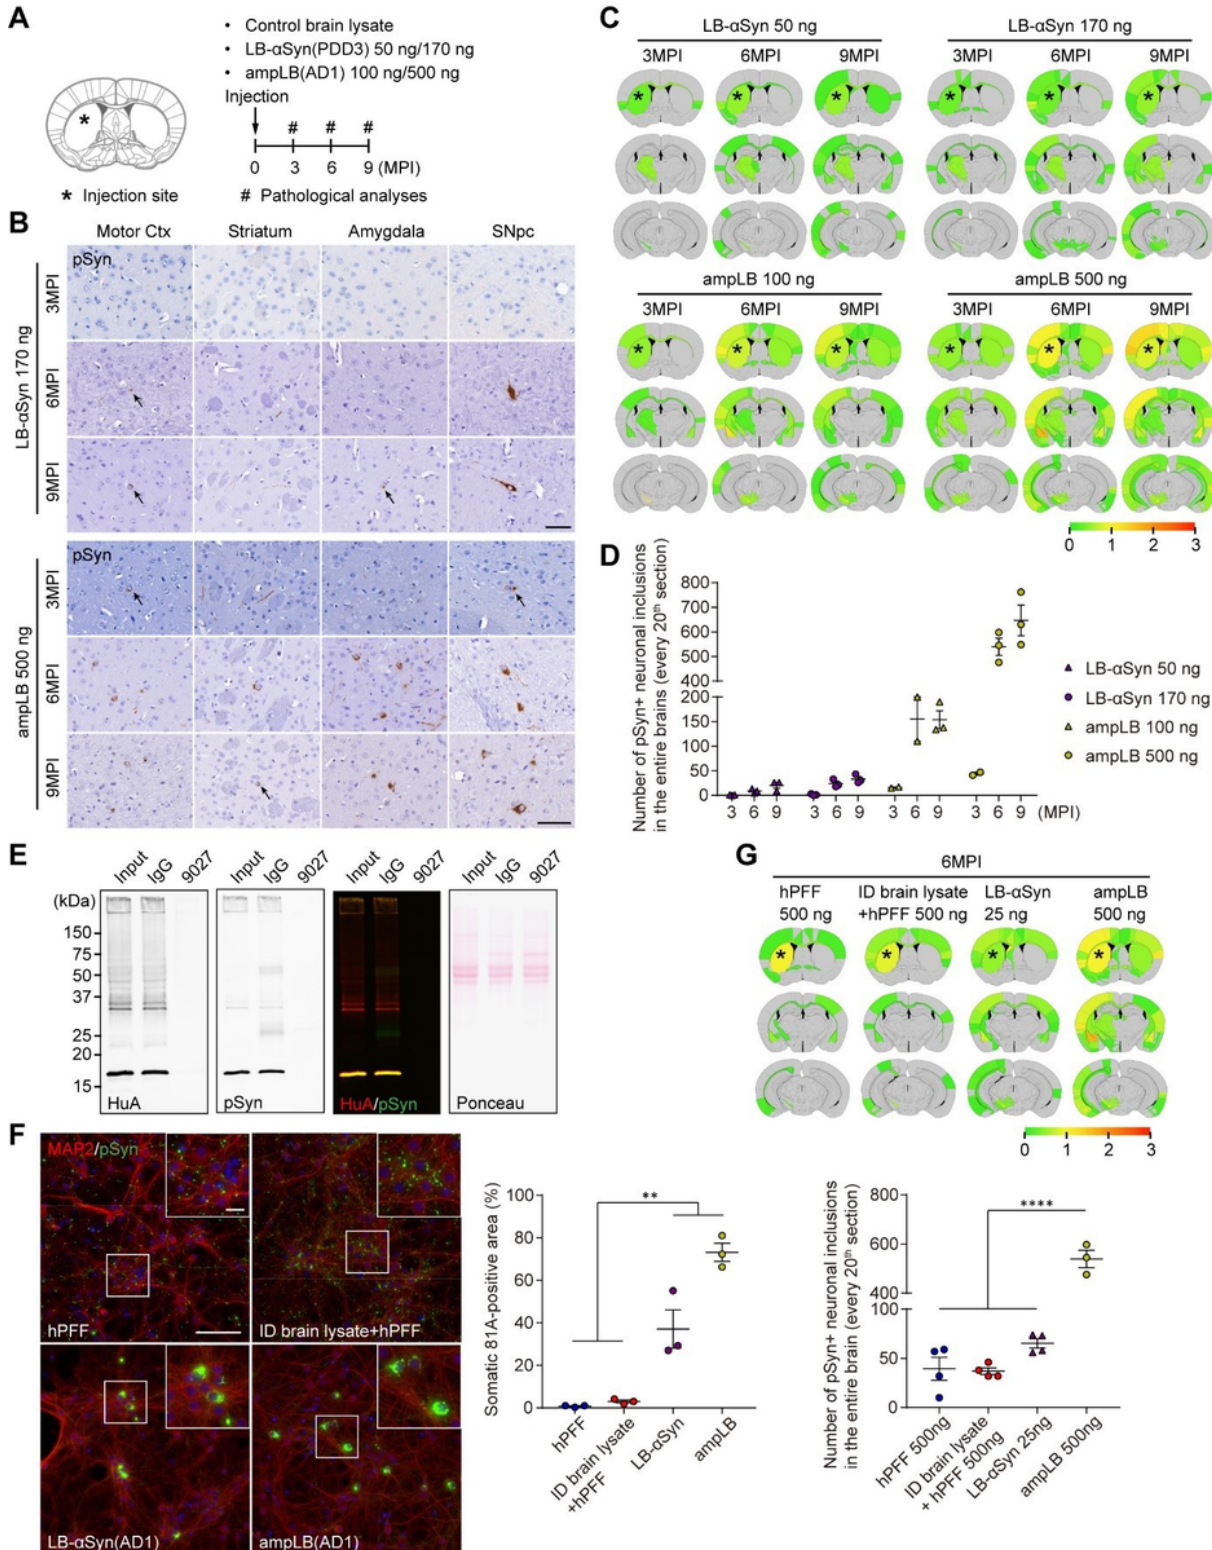 A
• Control brain lysate
• LB-αSyn(PDD3) 50 ng/170 ng
• ampLB(AD1) 100 ng/500 ng
Injection
# # #
0 3 6 9 (MPI)
* Injection site
# Pathological analyses
*
B
Motor Ctx Striatum Amygdala SNpc
pSyn
LB-αSyn 170 ng
3MPI
6MPI
9MPI
pSyn
ampLB 500 ng
3MPI
6MPI
9MPI
C
LB-αSyn 50 ng LB-αSyn 170 ng
3MPI 6MPI 9MPI 3MPI 6MPI 9MPI
* * * * * *
ampLB 100 ng ampLB 500 ng
3MPI 6MPI 9MPI 3MPI 6MPI 9MPI
* * * * * *
0 1 2 3
D
Number of pSyn+ neuronal inclusions
in the entire brains (every 20th section)
800
700
600
500
400
200
150
100
50
0
3 6 9 3 6 9 3 6 9 3 6 9 (MPI)
LB-αSyn 50 ng
LB-αSyn 170 ng
ampLB 100 ng
ampLB 500 ng
E
Input IgG 9027 Input IgG 9027 Input IgG 9027 Input IgG 9027
(kDa)
150
75
50
37
25
20
15
HuA pSyn HuA/pSyn Ponceau
G
6MPI
hPFF
500 ng
ID brain lysate
+hPFF 500 ng
LB-αSyn
25 ng
ampLB
500 ng
* * * *
0 1 2 3
F
MAP2/pSyn
hPFF
ID brain lysate+hPFF
LB-αSyn(AD1)
ampLB(AD1)
Somatic 81A-positive area (%)
100
80
60
40
20
0
**
hPFF
ID brain lysate
+hPFF
LB-αSyn
ampLB
Number of pSyn+ neuronal inclusions
in the entire brain (every 20th section)
800
600
400
100
50
0
****
hPFF 500ng
ID brain lysate
+ hPFF 500ng
LB-αSyn 25ng
ampLB 500ng